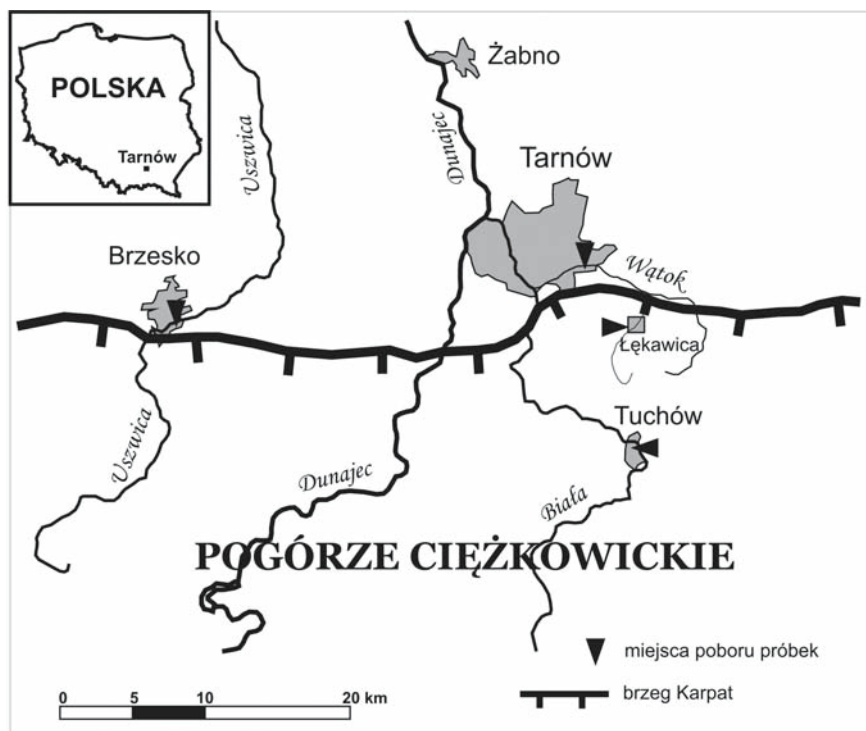 POLSKA
Tarnów
Uszwica
Dunajec
Żabno
Tarnów
Brzesko
Wątok
Łękawica
Tuchów
Uszwica
Dunajec
Biała
POGÓRZE CIĘŻKOWICKIE
miejsca poboru próbek
brzeg Karpat
0 5 10 20 km